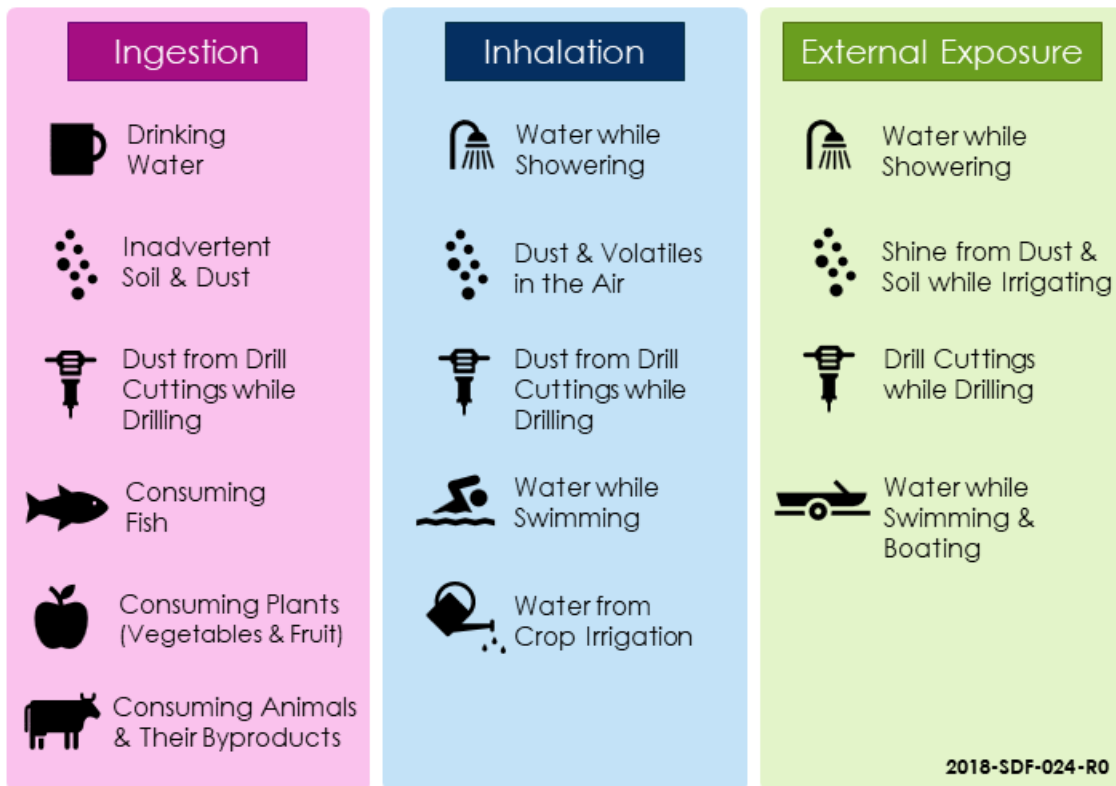 Ingestion
Drinking
Water
Inadvertent
Soil & Dust
Dust from Drill
Cuttings while
Drilling
Consuming
Fish
Consuming Plants
(Vegetables & Fruit)
Consuming Animals
& Their Byproducts
Inhalation
Water while
Showering
Dust & Volatiles
in the Air
Dust from Drill
Cuttings while
Drilling
Water while
Swimming
Water from
Crop Irrigation
External Exposure
Water while
Showering
Shine from Dust &
Soil while Irrigating
Drill Cuttings
while Drilling
Water while
Swimming &
Boating
2018-SDF-024-R0